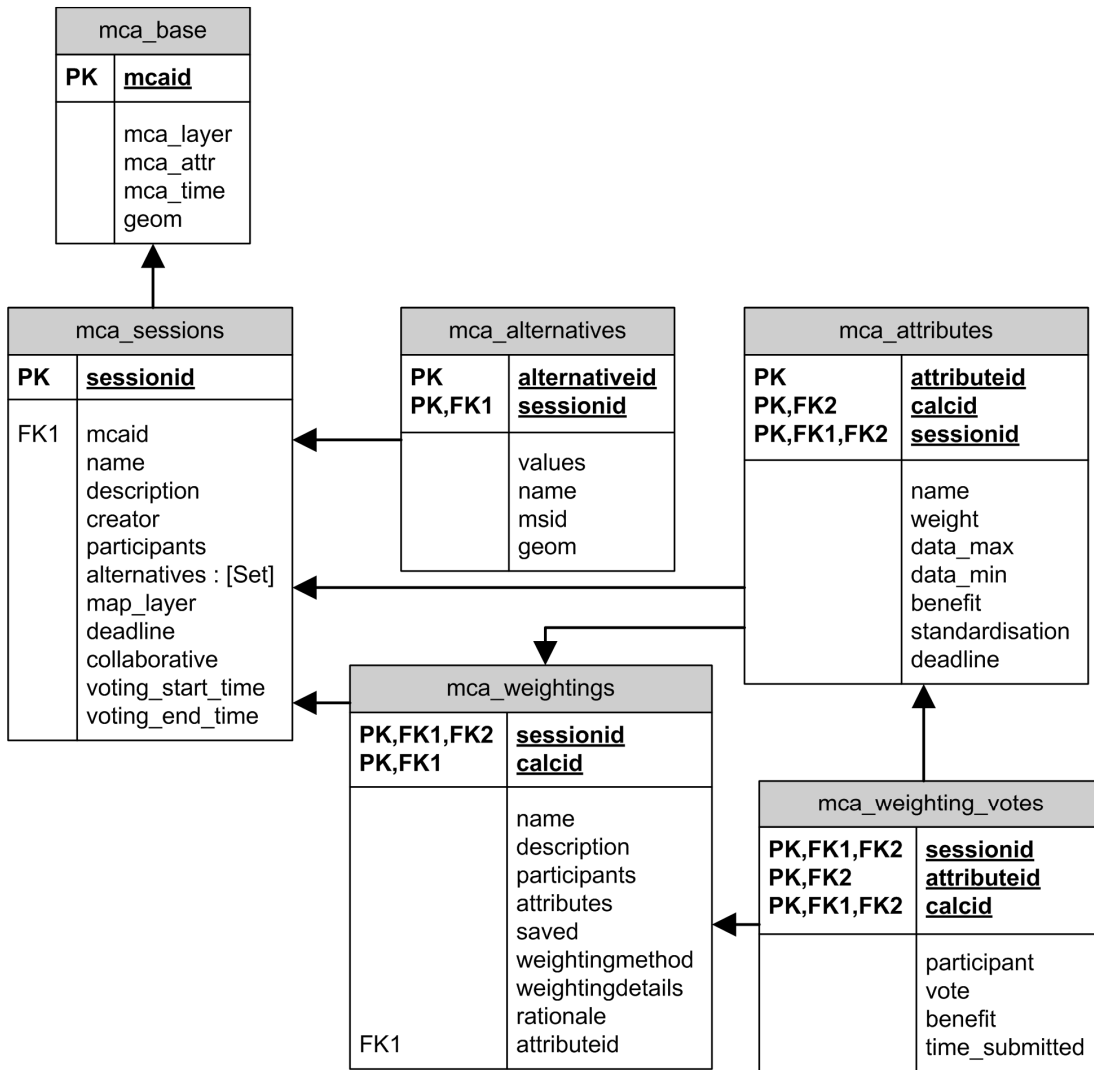 mca_base
PK mcaid
mca_layer
mca_attr
mca_time
geom
mca_sessions
PK sessionid
FK1 mcaid
name
description
creator
participants
alternatives : [Set]
map_layer
deadline
collaborative
voting_start_time
voting_end_time
mca_alternatives
PK alternativeid
PK,FK1 sessionid
values
name
msid
geom
mca_attributes
PK attributeid
PK,FK2 calcid
PK,FK1,FK2 sessionid
name
weight
data_max
data_min
benefit
standardisation
deadline
mca_weightings
PK,FK1,FK2 sessionid
PK,FK1 calcid
name
description
participants
attributes
saved
weightingmethod
weightingdetails
rationale
FK1 attributeid
mca_weighting_votes
PK,FK1,FK2 sessionid
PK,FK2 attributeid
PK,FK1,FK2 calcid
participant
vote
benefit
time_submitted